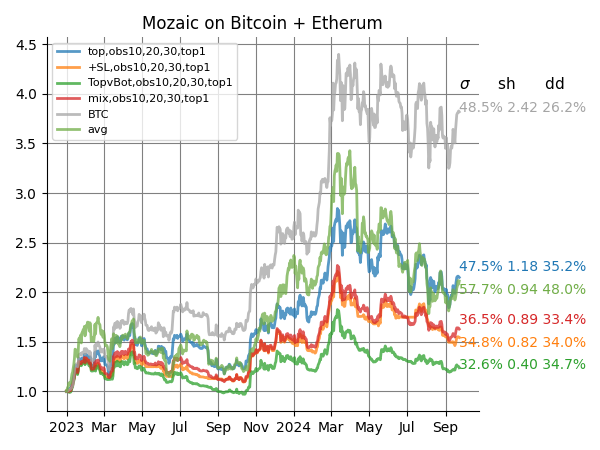 Mozaic on Bitcoin + Etherum
4.5
4.0
3.5
3.0
2.5
2.0
1.5
1.0
top,obs10,20,30,top1
+SL,obs10,20,30,top1
TopvBot,obs10,20,30,top1
mix,obs10,20,30,top1
BTC
avg
σ sh dd
48.5% 2.42 26.2%
47.5% 1.18 35.2%
57.7% 0.94 48.0%
36.5% 0.89 33.4%
34.8% 0.82 34.0%
32.6% 0.40 34.7%
2023 Mar May Jul Sep Nov 2024 Mar May Jul Sep